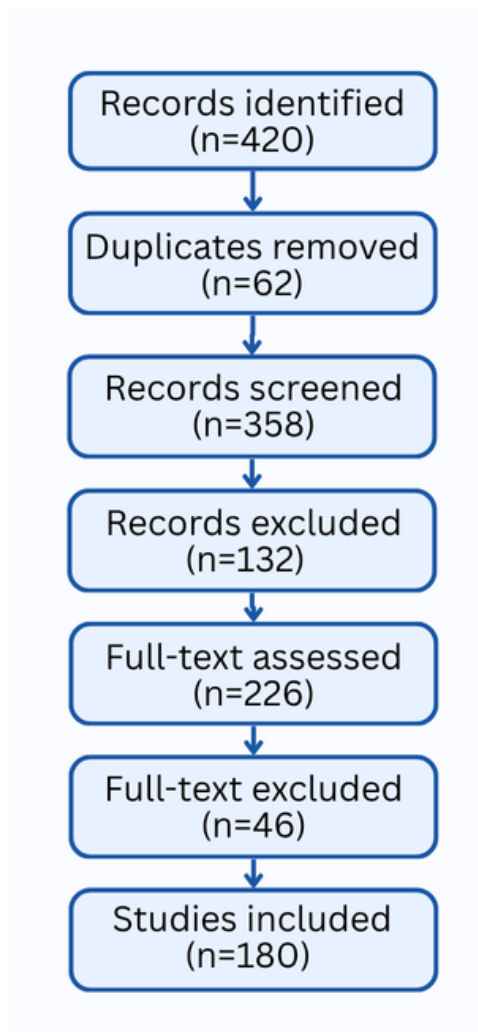 Records identified
(n=420)
Duplicates removed
(n=62)
Records screened
(n=358)
Records excluded
(n=132)
Full-text assessed
(n=226)
Full-text excluded
(n=46)
Studies included
(n=180)